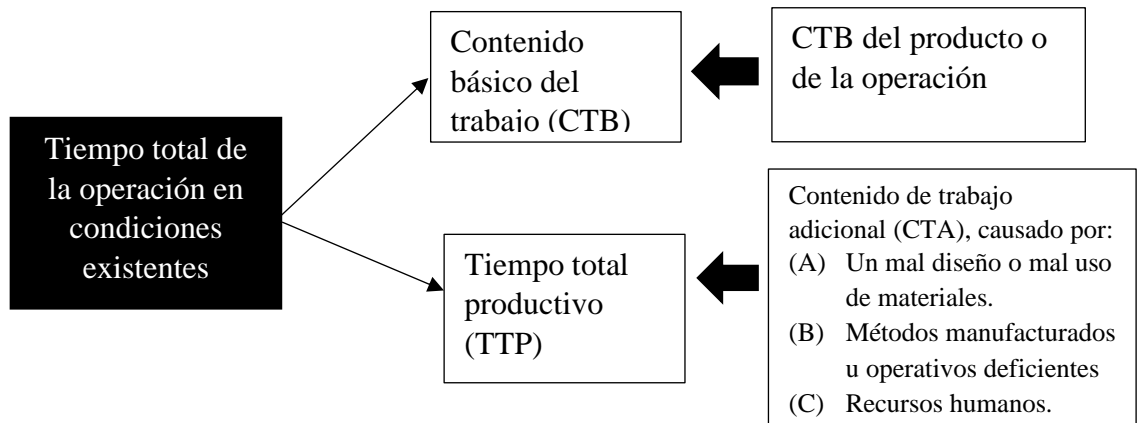 Tiempo total de
la operación en
condiciones
existentes
Contenido
básico del
trabajo (CTB)
CTB del producto o
de la operación
Tiempo total
productivo
(TTP)
Contenido de trabajo
adicional (CTA), causado por:
(A) Un mal diseño o mal uso
de materiales.
(B) Métodos manufacturados
u operativos deficientes
(C) Recursos humanos.